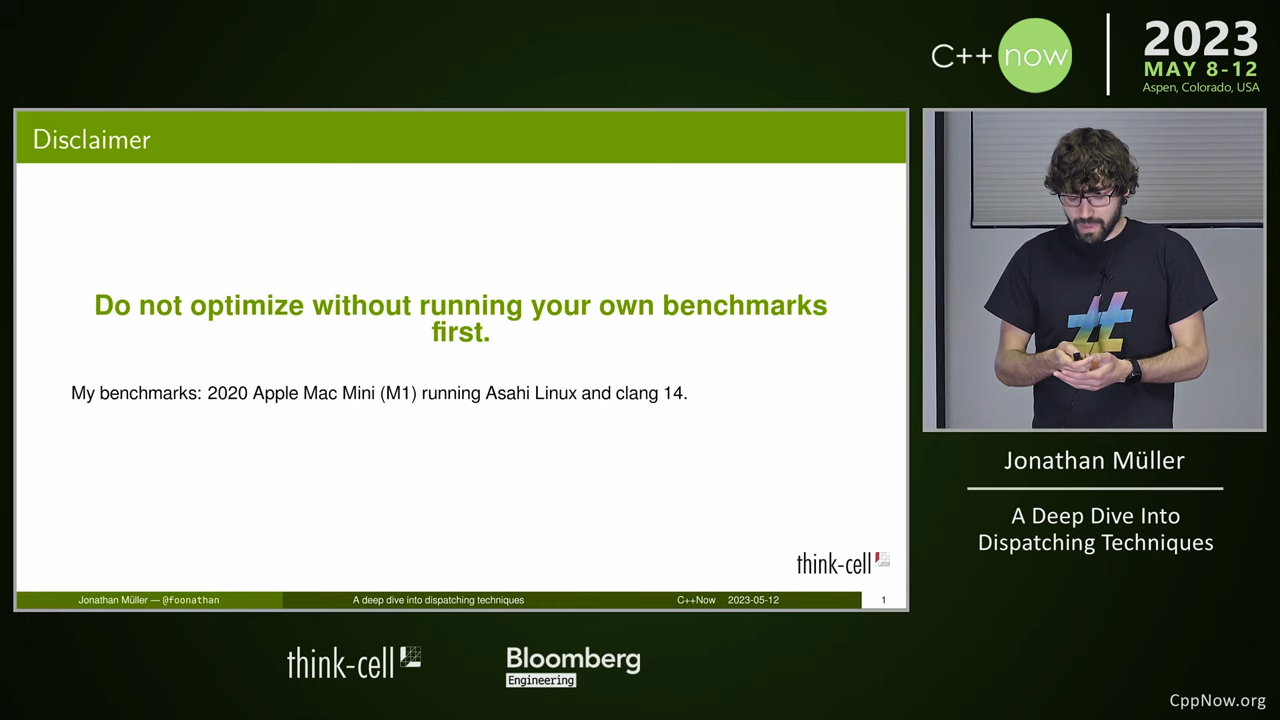 C++ now
2023
MAY 8-12
Aspen, Colorado, USA
Disclaimer
Do not optimize without running your own benchmarks
first.
My benchmarks: 2020 Apple Mac Mini (M1) running Asahi Linux and clang 14.
think-cell
Jonathan Müller — @foonathan
A deep dive into dispatching techniques
C++Now 2023-05-12
1
#
Jonathan Müller
A Deep Dive Into
Dispatching Techniques
think-cell
Bloomberg
Engineering
CppNow.org